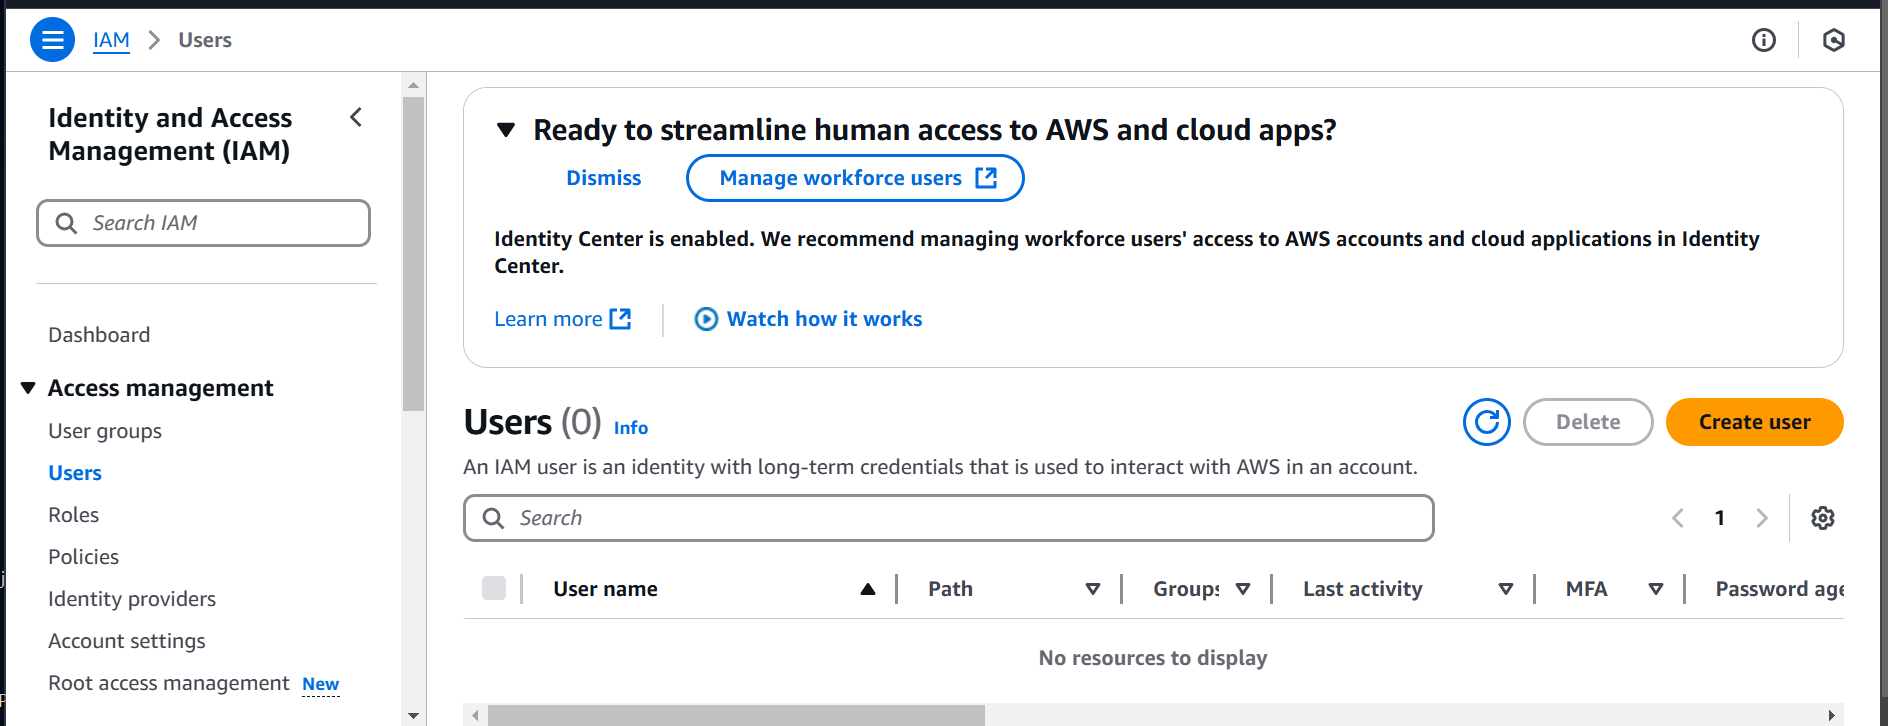 IAM > Users
Identity and Access
Management (IAM)
Search IAM
Dashboard
Access management
User groups
Users
Roles
Policies
Identity providers
Account settings
Root access management New
Ready to streamline human access to AWS and cloud apps?
Dismiss Manage workforce users
Identity Center is enabled. We recommend managing workforce users' access to AWS accounts and cloud applications in Identity
Center.
Learn more Watch how it works
Users (0) Info Delete Create user
An IAM user is an identity with long-term credentials that is used to interact with AWS in an account.
Search 1
User name Path Groups Last activity MFA Password age
No resources to display